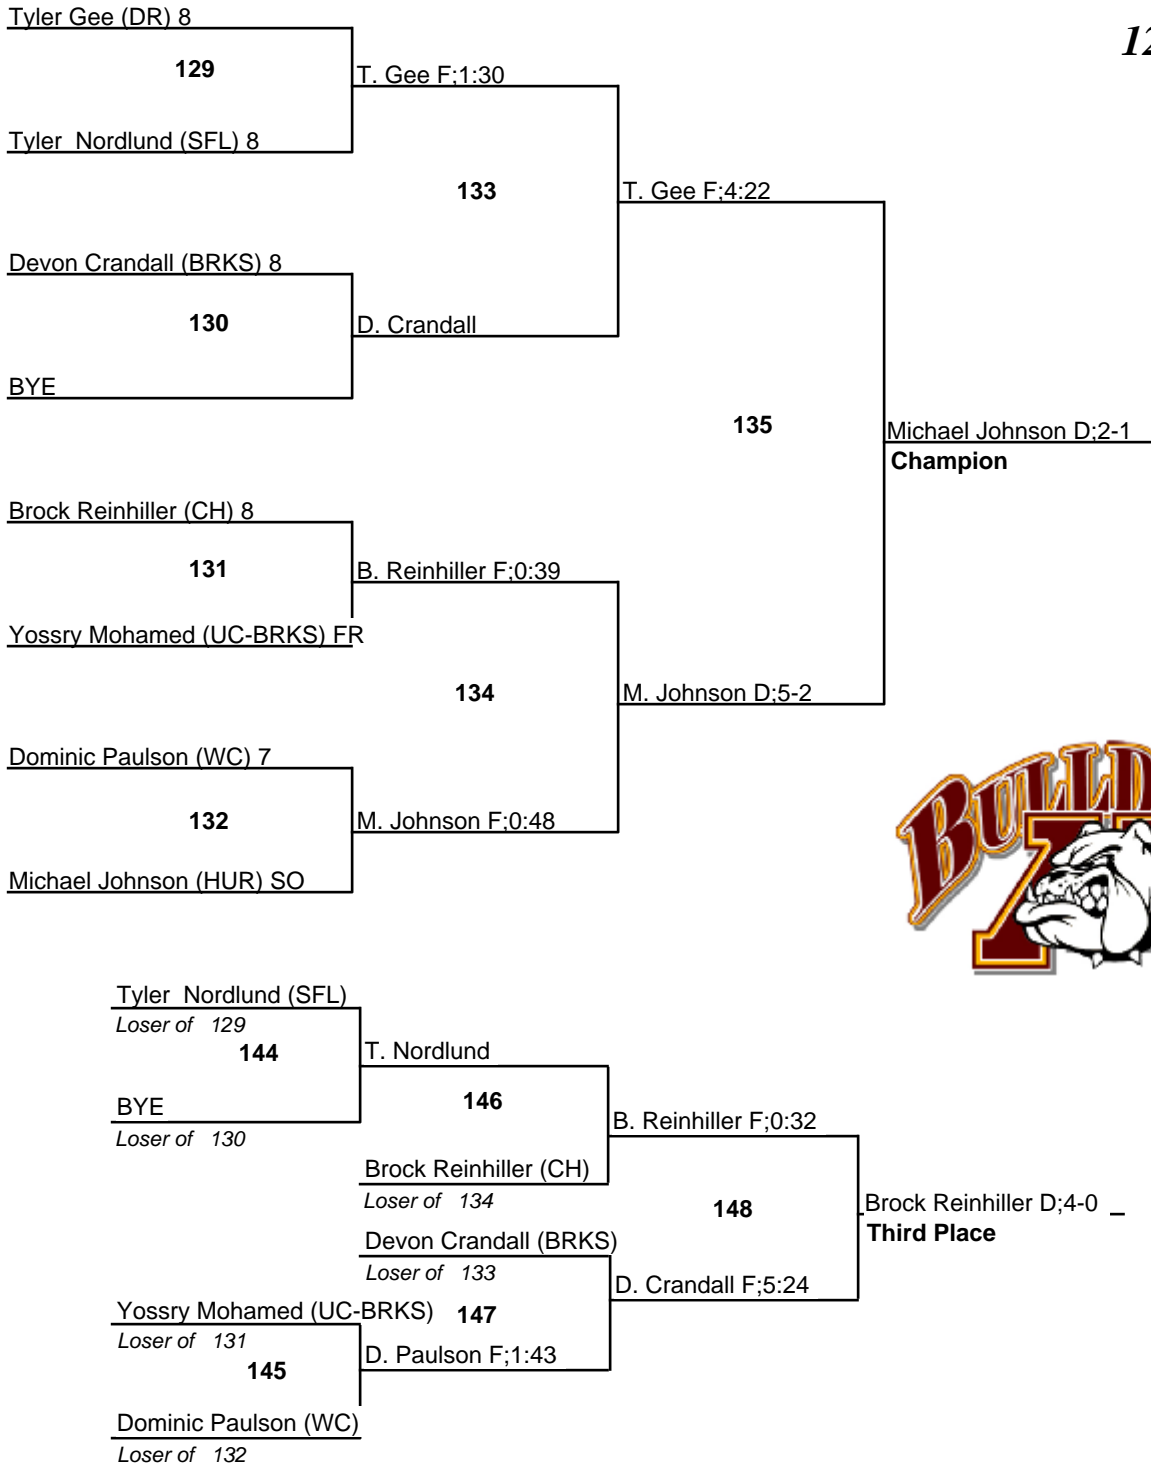 Tyler Gee (DR) 8
12
129
T. Gee F;1:30
Tyler  Nordlund (SFL) 8
133
T. Gee F;4:22
Devon Crandall (BRKS) 8
130
D. Crandall
BYE
135
Michael Johnson D;2-1
Champion
Brock Reinhiller (CH) 8
131
B. Reinhiller F;0:39
Yossry Mohamed (UC-BRKS) FR
134
M. Johnson D;5-2
Dominic Paulson (WC) 7
132
M. Johnson F;0:48
Michael Johnson (HUR) SO
BULLD
Tyler  Nordlund (SFL)
Loser of 129
144
T. Nordlund
BYE
146
Loser of 130
B. Reinhiller F;0:32
Brock Reinhiller (CH)
Loser of 134
148
Brock Reinhiller D;4-0
Third Place
Devon Crandall (BRKS)
Loser of 133
D. Crandall F;5:24
Yossry Mohamed (UC-BRKS)
147
Loser of 131
145
D. Paulson F;1:43
Dominic Paulson (WC)
Loser of 132